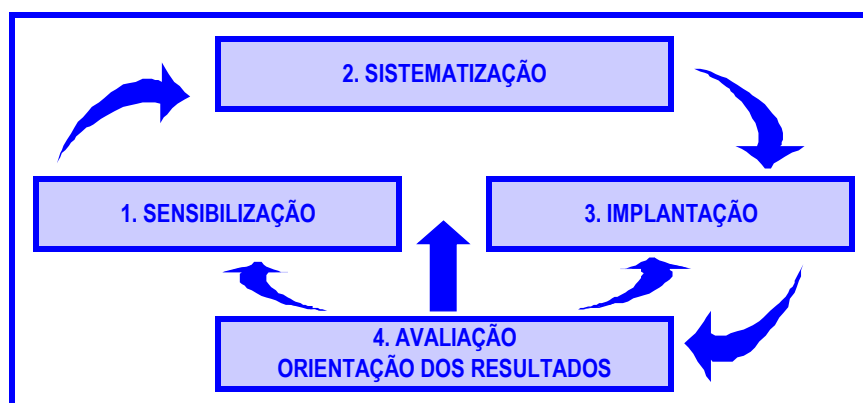 2. SISTEMATIZAÇÃO
1. SENSIBILIZAÇÃO
3. IMPLANTAÇÃO
4. AVALIAÇÃO
ORIENTAÇÃO DOS RESULTADOS